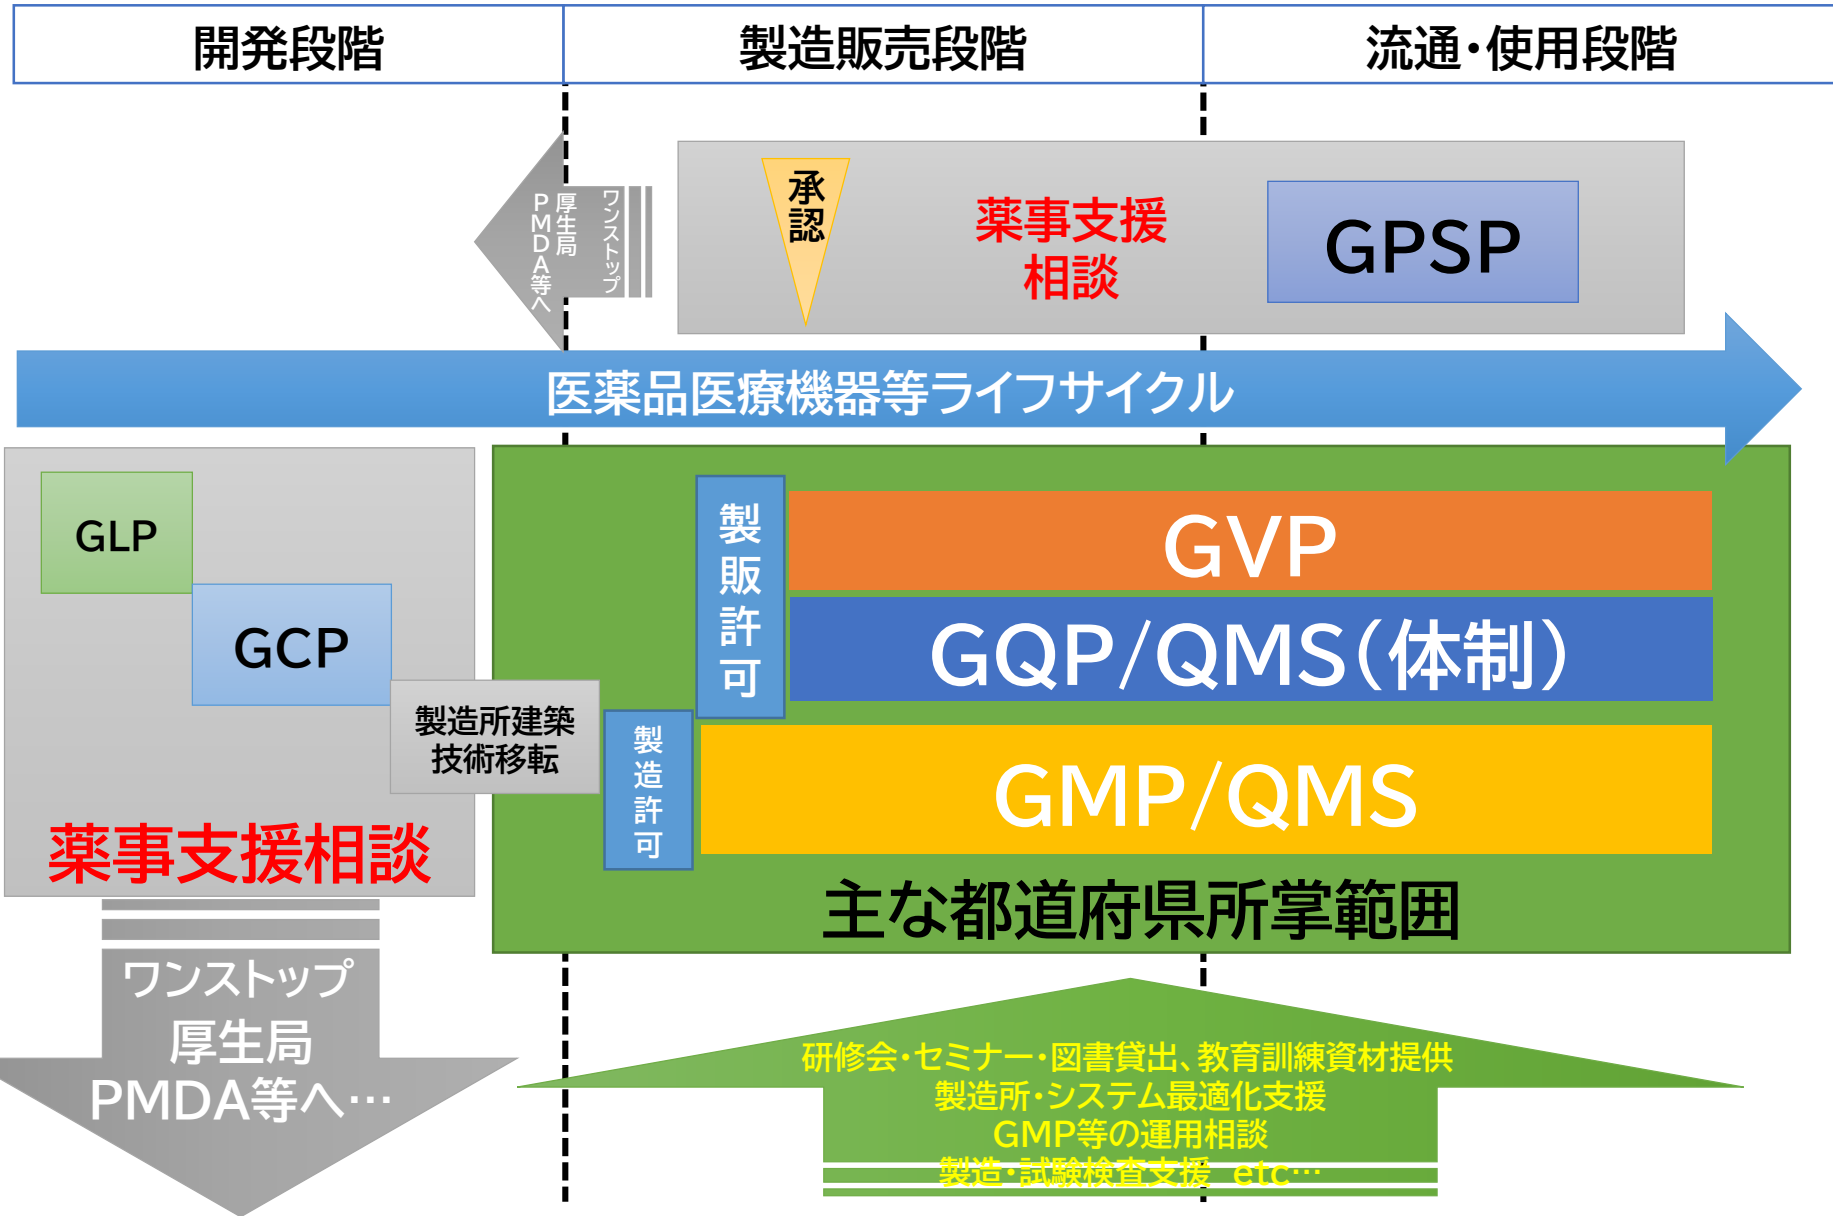 開発段階
製造販売段階
流通・使用段階
ワンストップ
厚生局
PMDA等へ
承認
薬事支援
相談
GPSP
医薬品医療機器等ライフサイクル
GLP
GCP
製造所建築
技術移転
薬事支援相談
製販許可
製造許可
GVP
GQP/QMS（体制）
GMP/QMS
主な都道府県所掌範囲
ワンストップ
厚生局
PMDA等へ…
研修会・セミナー・図書貸出、教育訓練資材提供
製造所・システム最適化支援
GMP等の運用相談
製造・試験検査支援　etc…